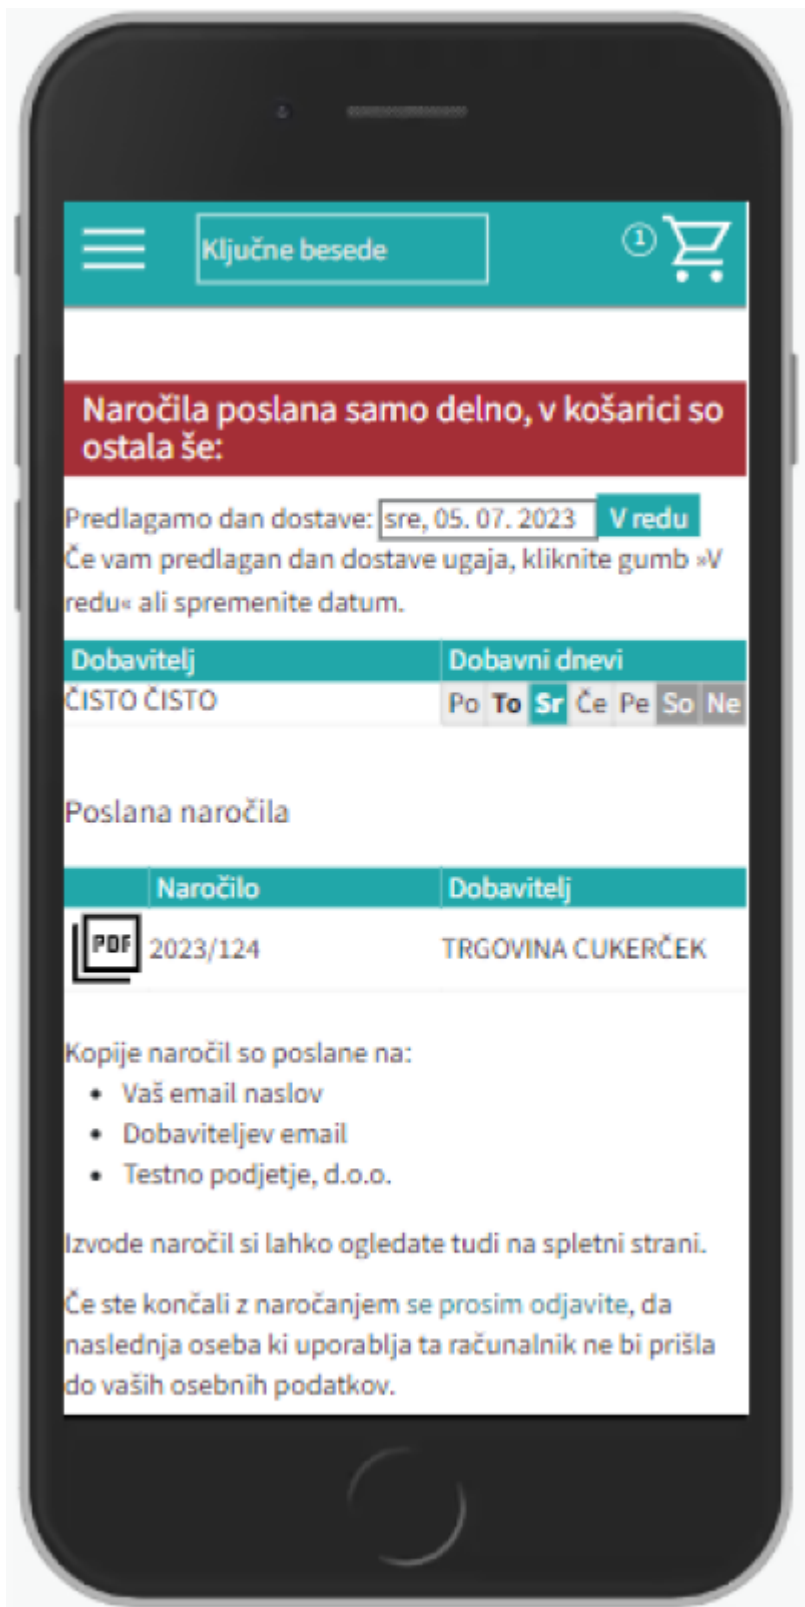 Ključne besede
1
Naročila poslana samo delno, v košarici so
ostala še:
Predlagamo dan dostave: sre, 05. 07. 2023 V redu
Če vam predlagan dan dostave ugaja, kliknite gumb »V
redu« ali spremenite datum.
Dobavitelj Dobavni dnevi
ČISTO ČISTO Po To Sr Če Pe So Ne
Poslana naročila
Naročilo Dobavitelj
PDF 2023/124 TRGOVINA CUKERČEK
Kopije naročil so poslane na:
• Vaš email naslov
• Dobaviteljev email
• Testno podjetje, d.o.o.
Izvode naročil si lahko ogledate tudi na spletni strani.
Če ste končali z naročanjem se prosim odjavite, da
naslednja oseba ki uporablja ta računalnik ne bi prišla
do vaših osebnih podatkov.